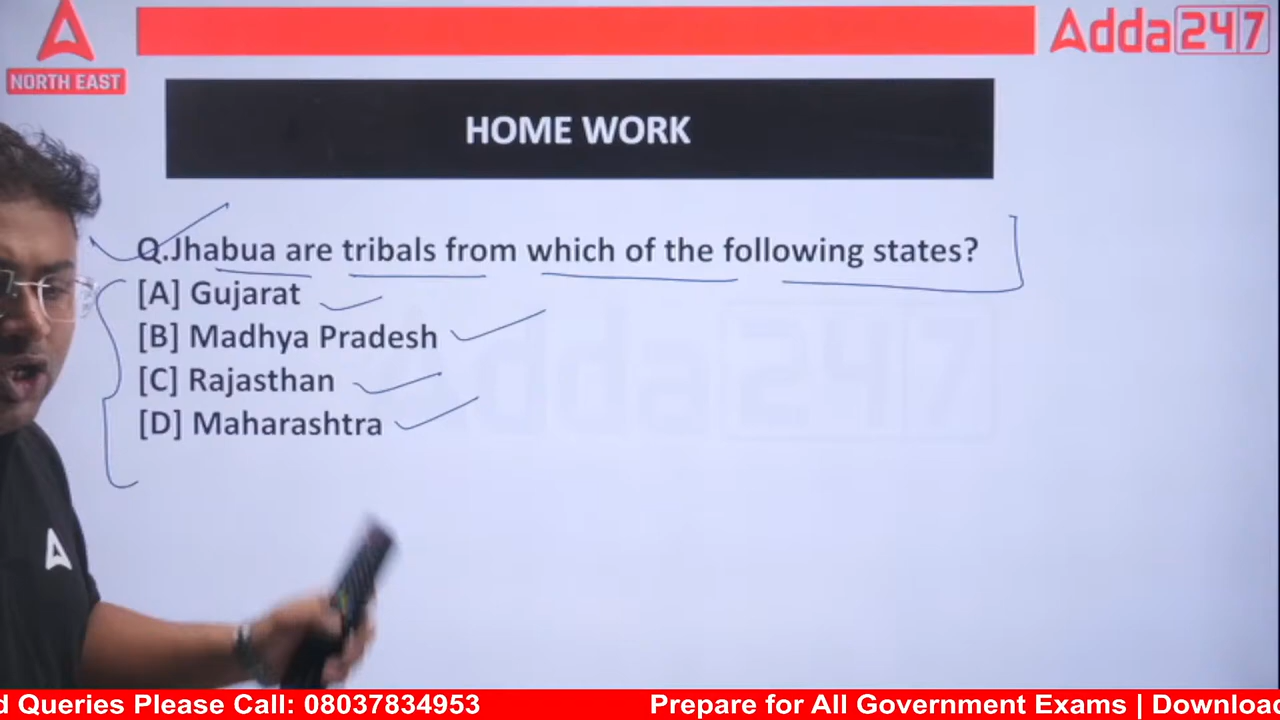 NORTH EAST
Adda247
HOME WORK
Q.Jhabua are tribals from which of the following states?
[A] Gujarat
[B] Madhya Pradesh
[C] Rajasthan
[D] Maharashtra
d Queries Please Call: 08037834953 Prepare for All Government Exams | Download